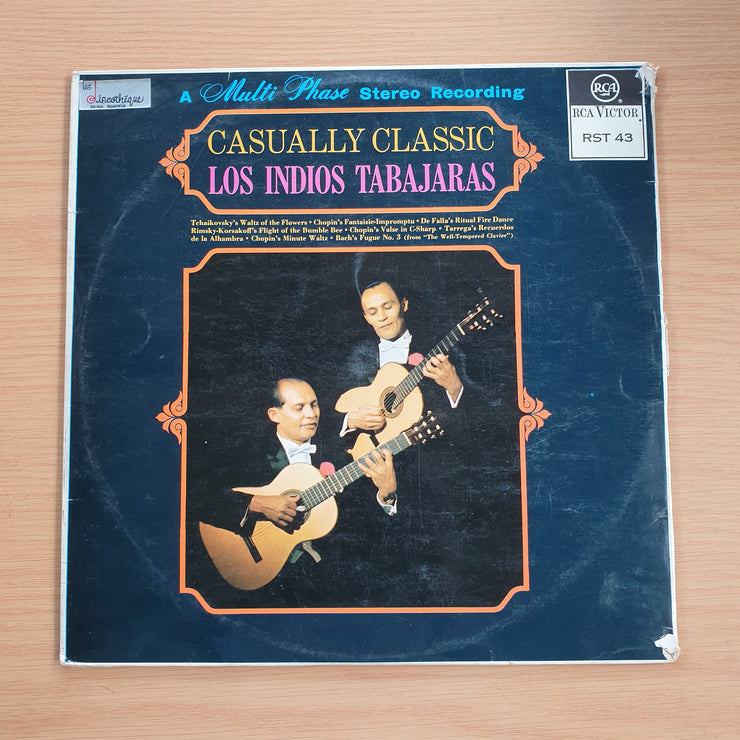 Discothéque
A Multi Phase Stereo Recording
RCA
RCA VICTOR
RST 43
CASUALLY CLASSIC
LOS INDIOS TABAJARAS
Tchaikovsky's Waltz of the Flowers • Chopin's Fantaisie-Impromptu • De Falla's Ritual Fire Dance
Rimsky-Korsakoff's Flight of the Bumble Bee • Chopin's Valse in C-Sharp • Tarrega's Recuerdos
de la Alhambra • Chopin's Minute Waltz • Bach's Fugue No. 3 (from "The Well-Tempered Clavier")